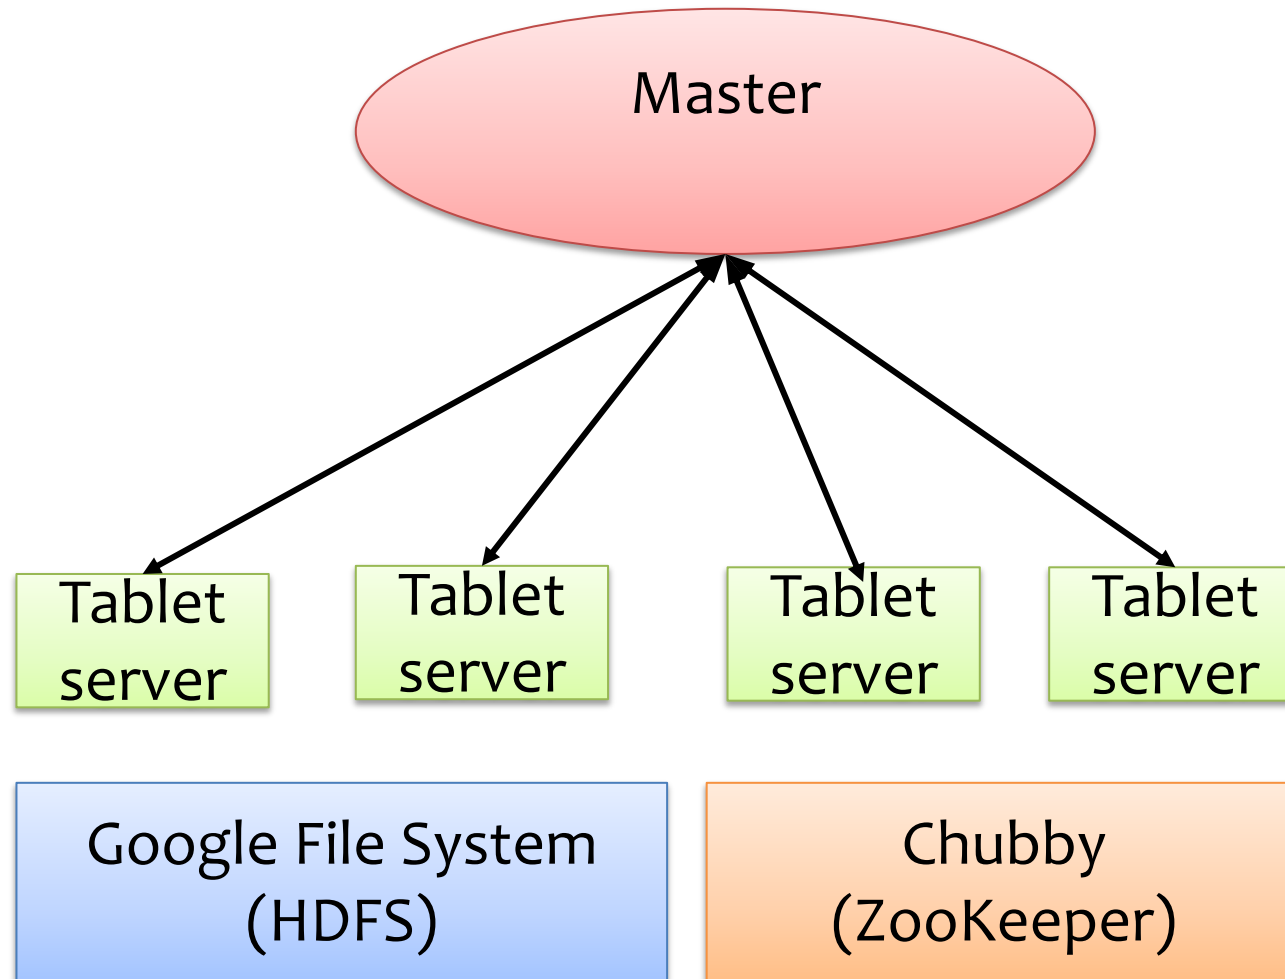 Master
Tablet
server
Tablet
server
Tablet
server
Tablet
server
Google File System
(HDFS)
Chubby
(ZooKeeper)